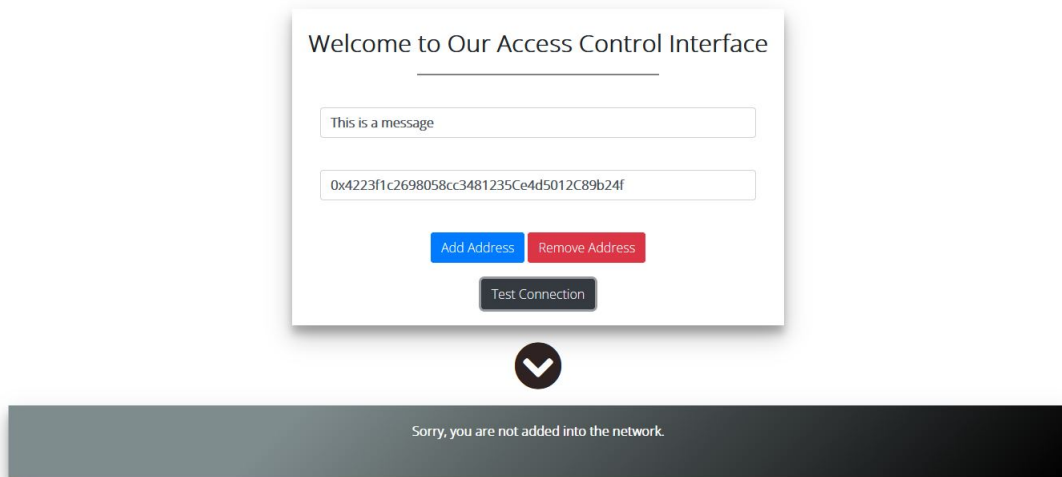 Welcome to Our Access Control Interface
This is a message
0x4223f1c2698058cc3481235Ce4d5012C89b24f
Add Address
Remove Address
Test Connection
Sorry, you are not added into the network.